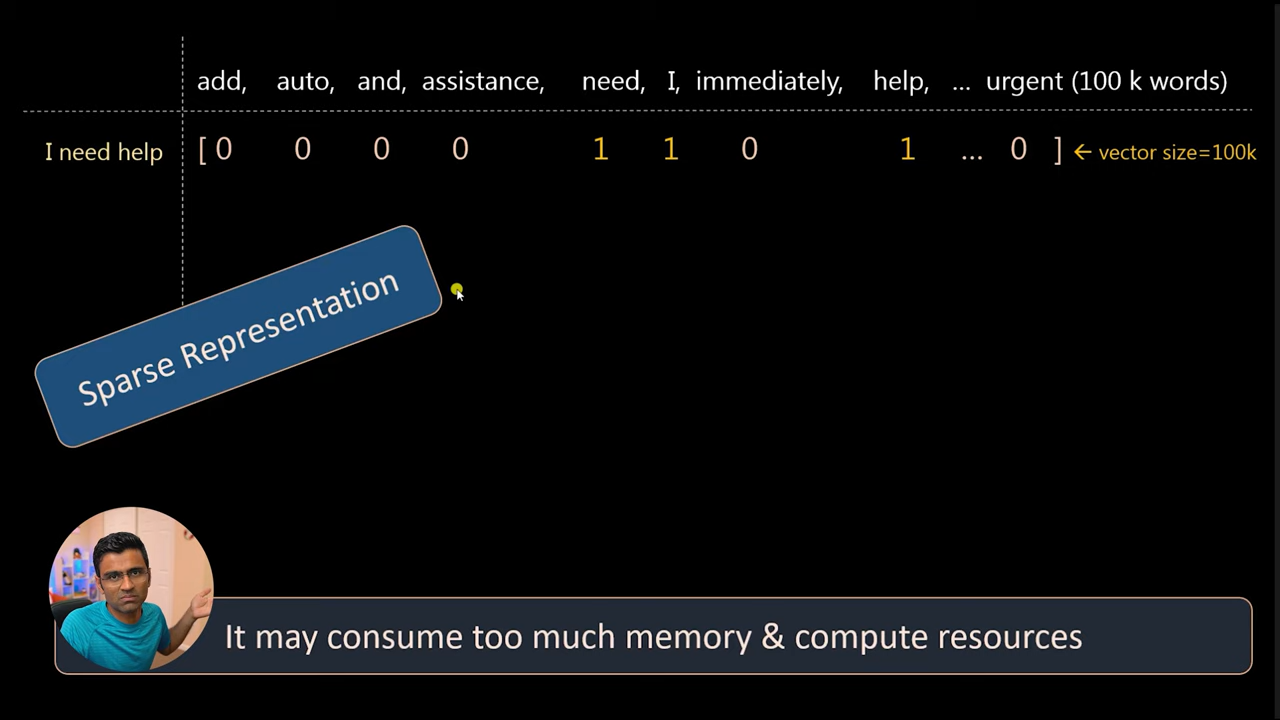 add, auto, and, assistance, need, I, immediately, help, ... urgent (100 k words)
I need help [ 0 0 0 0 1 1 0 1 ... 0 ] ← vector size=100k
Sparse Representation
It may consume too much memory & compute resources